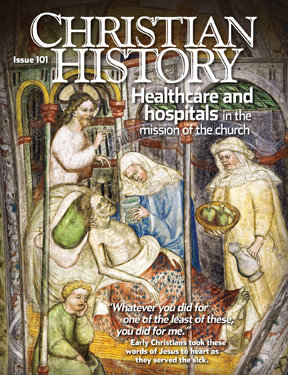 CHRISTIAN
Issue 101
HISTORY
Healthcare and
hospitals in the
mission of the church
"Whatever you did for
one of the least of these,
you did for me."
Early Christians took these
words of Jesus to heart as
they served the sick.